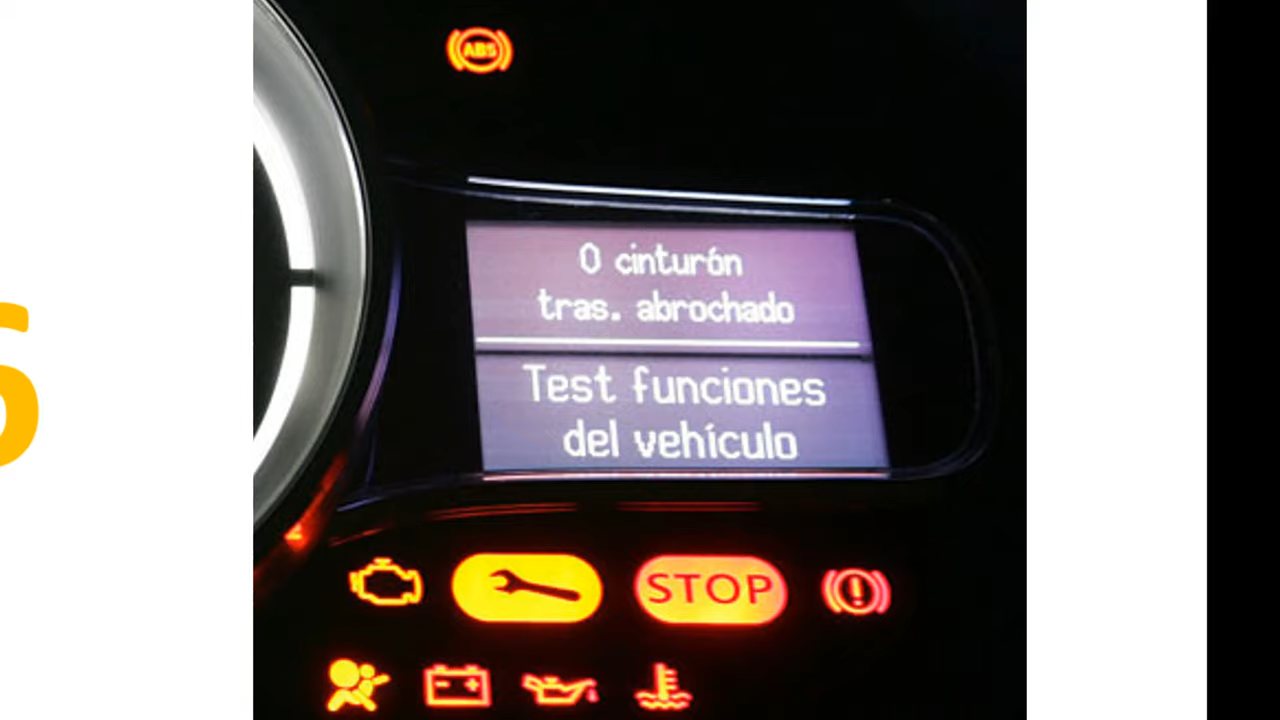 ABS
0 cinturón
tras. abrochado
Test funciones
del vehículo
STOP